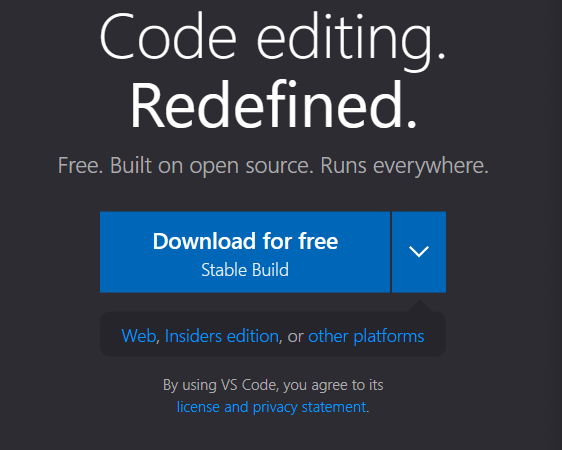 Code editing.
Redefined.
Free. Built on open source. Runs everywhere.
Download for free
Stable Build
Web, Insiders edition, or other platforms
By using VS Code, you agree to its
license and privacy statement.